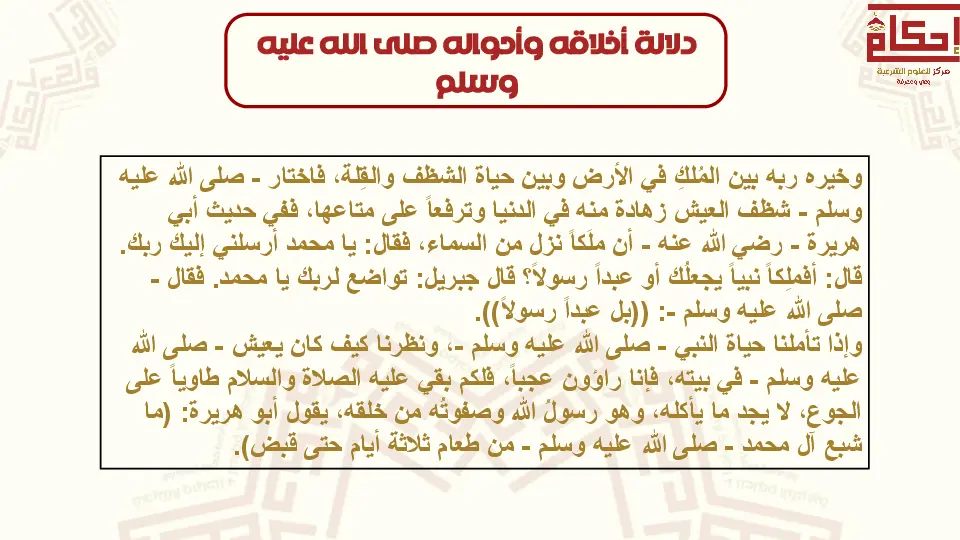 دلالة أخلاقه وأحواله صلى الله عليه
وسلم
إحكام
مركز للعلوم الشرعية
وعي ومعرفة
وخيره ربه بين المُلكِ في الأرض وبين حياة الشظف والقِلة، فاختار - صلى الله عليه
وسلم - شظف العيش زهادة منه في الدنيا وترفعاً على متاعها، ففي حديث أبي
هريرة - رضي الله عنه - أن ملَكاً نزل من السماء، فقال: يا محمد أرسلني إليك ربك.
قال: أفملِكاً نبياً يجعلُك أو عبداً رسولاً؟ قال جبريل: تواضع لربك يا محمد. فقال -
صلى الله عليه وسلم -: ((بل عبداً رسولاً)).
وإذا تأملنا حياة النبي - صلى الله عليه وسلم -، ونظرنا كيف كان يعيش - صلى الله
عليه وسلم - في بيته، فإنا راؤون عجباً، فلكم بقي عليه الصلاة والسلام طاوياً على
الجوع، لا يجد ما يأكله، وهو رسولُ الله وصفوتُه من خلقه، يقول أبو هريرة: (ما
شبع آل محمد - صلى الله عليه وسلم - من طعام ثلاثة أيام حتى قبض).